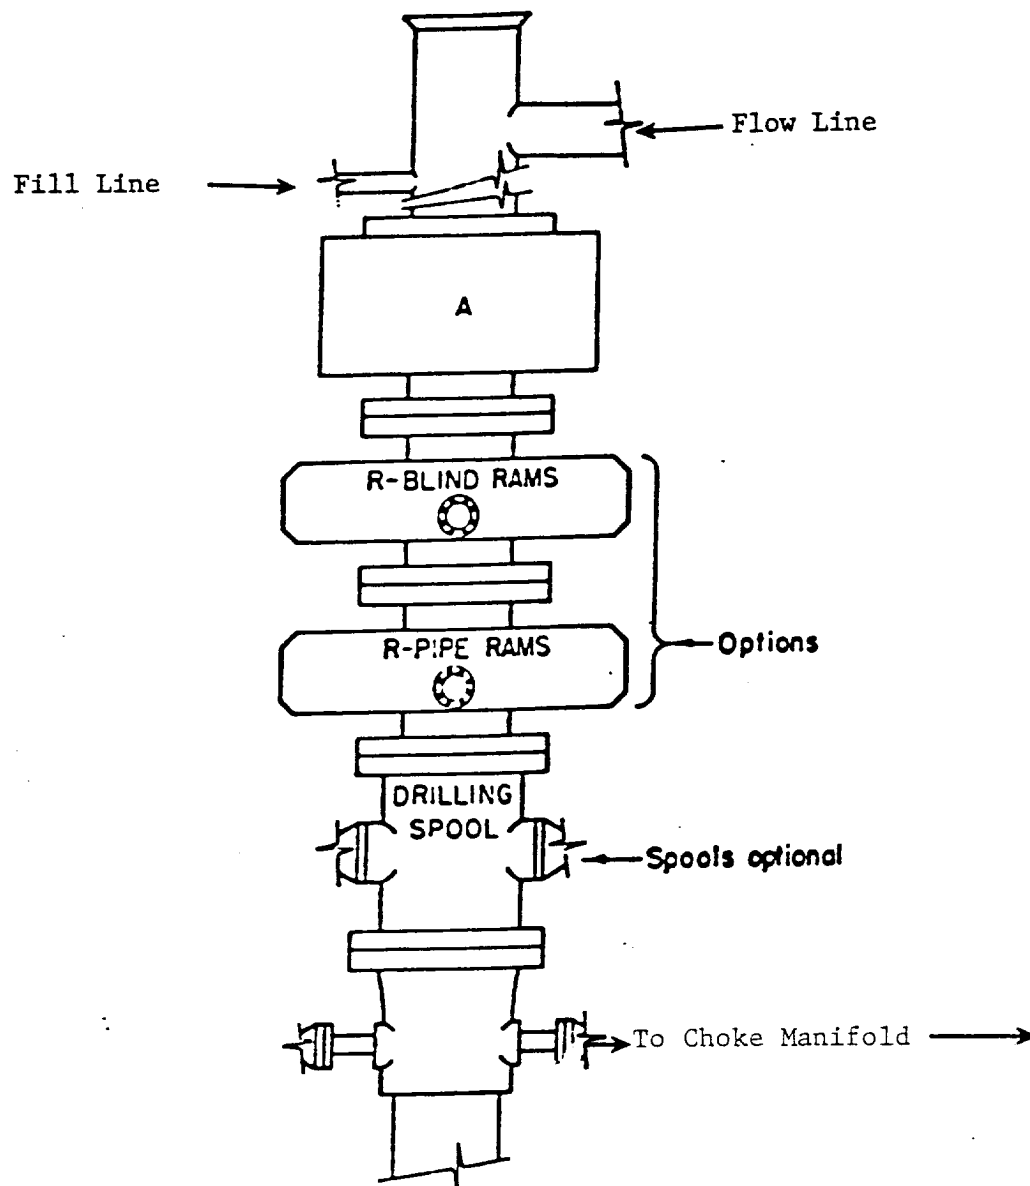 Flow Line
Fill Line
A
R-BLIND RAMS
R-PIPE RAMS
Options
DRILLING
SPOOL
Spools optional
To Choke Manifold